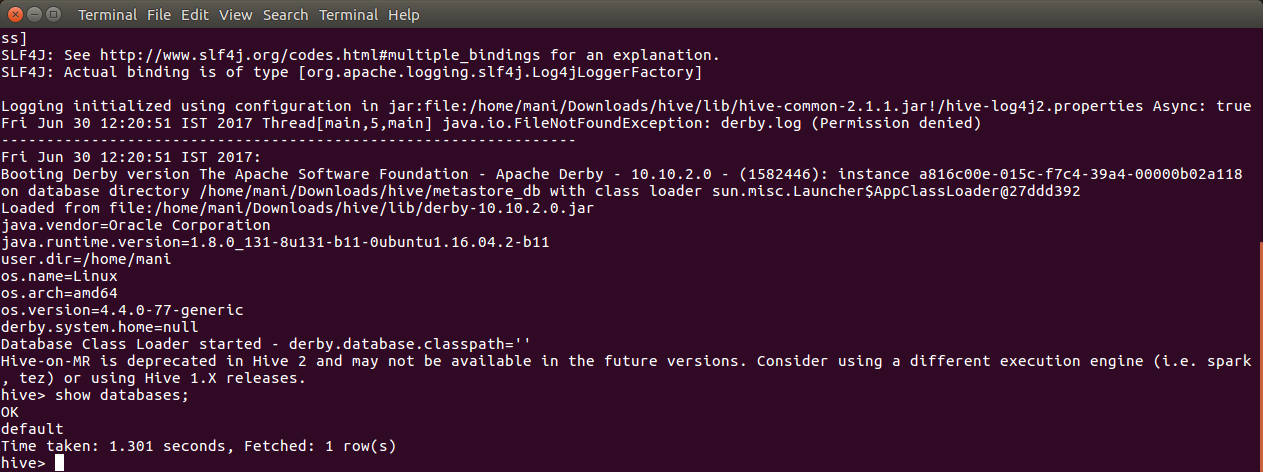 Terminal File Edit View Search Terminal Help
ss]
SLF4J: See http://www.slf4j.org/codes.html#multiple_bindings for an explanation.
SLF4J: Actual binding is of type [org.apache.logging.slf4j.Log4jLoggerFactory]
Logging initialized using configuration in jar:file:/home/mani/Downloads/hive/lib/hive-common-2.1.1.jar!/hive-log4j2.properties Async: true
Fri Jun 30 12:20:51 IST 2017 Thread[main,5,main] java.io.FileNotFoundException: derby.log (Permission denied)
----------------------------------------------------------------
Fri Jun 30 12:20:51 IST 2017:
Booting Derby version The Apache Software Foundation - Apache Derby - 10.10.2.0 - (1582446): instance a816c00e-015c-f7c4-39a4-00000b02a118
on database directory /home/mani/Downloads/hive/metastore_db with class loader sun.misc.Launcher$AppClassLoader@27ddd392
Loaded from file:/home/mani/Downloads/hive/lib/derby-10.10.2.0.jar
java.vendor=Oracle Corporation
java.runtime.version=1.8.0_131-8u131-b11-0ubuntu1.16.04.2-b11
user.dir=/home/mani
os.name=Linux
os.arch=amd64
os.version=4.4.0-77-generic
derby.system.home=null
Database Class Loader started - derby.database.classpath=''
Hive-on-MR is deprecated in Hive 2 and may not be available in the future versions. Consider using a different execution engine (i.e. spark
, tez) or using Hive 1.X releases.
hive> show databases;
OK
default
Time taken: 1.301 seconds, Fetched: 1 row(s)
hive>